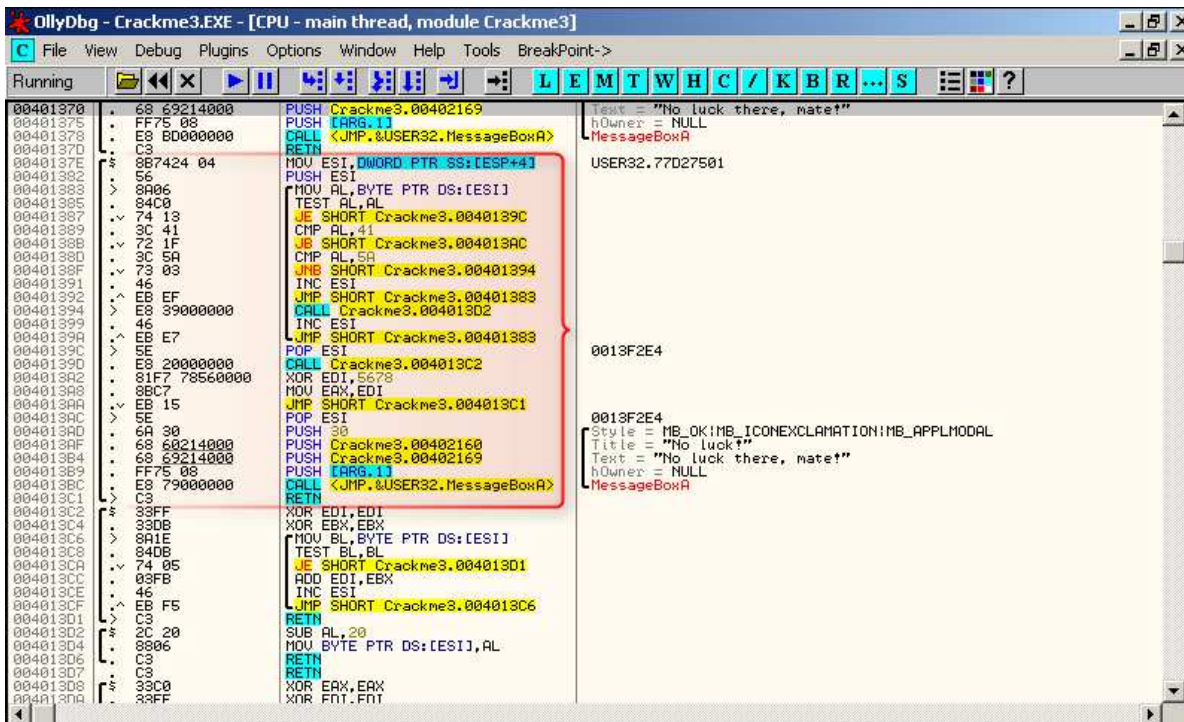 OllyDbg - Crackme3.EXE - [CPU - main thread, module Crackme3]
C File View Debug Plugins Options Window Help Tools BreakPoint->
Running L E M T W H C / K B R ... S ?
00401370 . 68 69214000 PUSH Crackme3.00402169 Text = "No luck there, mate!"
00401375 . FF75 08 PUSH [ARG.1] hOwner = NULL
00401378 . E8 BD000000 CALL <JMP.&USER32.MessageBoxA> MessageBoxA
0040137D . C3 RETN
0040137E $ 8B7424 04 MOV ESI,DWORD PTR SS:[ESP+4] USER32.77D27501
00401382 . 56 PUSH ESI
00401383 > 8A06 MOV AL,BYTE PTR DS:[ESI]
00401385 . 84C0 TEST AL,AL
00401387 .v 74 13 JE SHORT Crackme3.0040139C
00401389 . 3C 41 CMP AL,41
0040138B .v 72 1F JB SHORT Crackme3.004013AC
0040138D . 3C 5A CMP AL,5A
0040138F .v 73 03 JNB SHORT Crackme3.00401394
00401391 . 46 INC ESI
00401392 .^ EB EF JMP SHORT Crackme3.00401383
00401394 > E8 39000000 CALL Crackme3.004013D2
00401399 . 46 INC ESI
0040139A .^ EB E7 JMP SHORT Crackme3.00401383
0040139C > 5E POP ESI 0013F2E4
0040139D . E8 20000000 CALL Crackme3.004013C2
004013A2 . 81F7 78560000 XOR EDI,5678
004013A8 . 8BC7 MOV EAX,EDI
004013AA .v EB 15 JMP SHORT Crackme3.004013C1
004013AC > 5E POP ESI 0013F2E4
004013AD . 6A 30 PUSH 30 Style = MB_OK|MB_ICONEXCLAMATION|MB_APPLMODAL
004013AF . 68 60214000 PUSH Crackme3.00402160 Title = "No luck!"
004013B4 . 68 69214000 PUSH Crackme3.00402169 Text = "No luck there, mate!"
004013B9 . FF75 08 PUSH [ARG.1] hOwner = NULL
004013BC . E8 79000000 CALL <JMP.&USER32.MessageBoxA> MessageBoxA
004013C1 > C3 RETN
004013C2 $ 33FF XOR EDI,EDI
004013C4 . 33DB XOR EBX,EBX
004013C6 > 8A1E MOV BL,BYTE PTR DS:[ESI]
004013C8 . 84DB TEST BL,BL
004013CA .v 74 05 JE SHORT Crackme3.004013D1
004013CC . 03FB ADD EDI,EBX
004013CE . 46 INC ESI
004013CF .^ EB F5 JMP SHORT Crackme3.004013C6
004013D1 > C3 RETN
004013D2 $ 2C 20 SUB AL,20
004013D4 . 8806 MOV BYTE PTR DS:[ESI],AL
004013D6 . C3 RETN
004013D7 . C3 RETN
004013D8 $ 33C0 XOR EAX,EAX
004013DA . 33FF XOR EDI,EDI